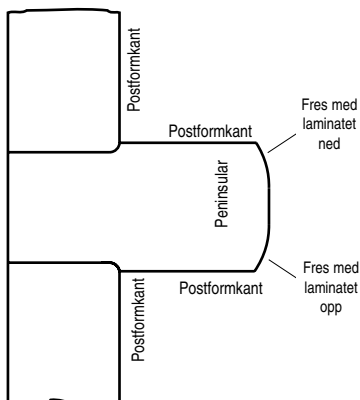 Postformkant
Fres med
laminatet
ned
Postformkant
Peninsular
Fres med
laminatet
opp
Postformkant
Postformkant